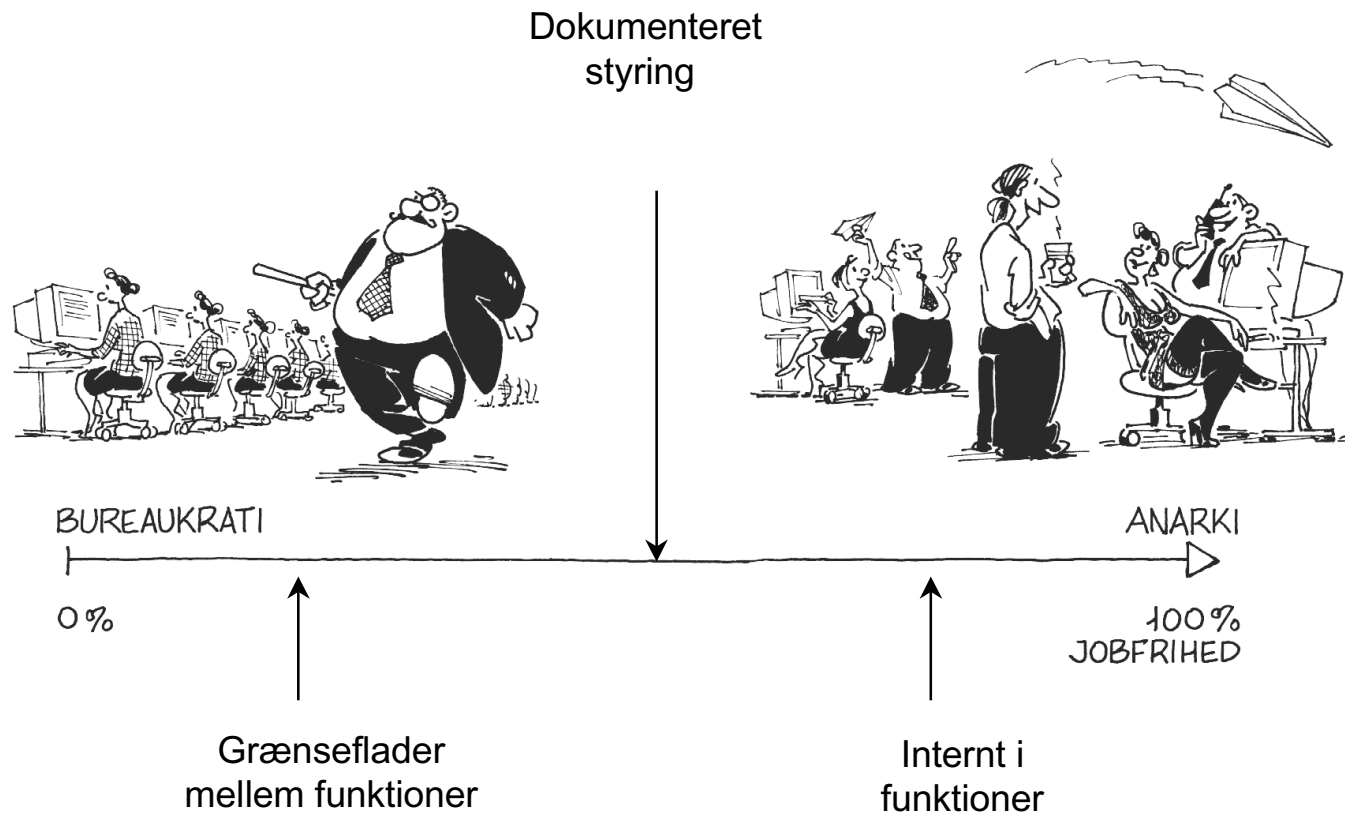 Dokumenteret
styring
BUREAUKRATI
ANARKI
0%
100%
JOBFRIHED
Grænseflader
mellem funktioner
Internt i
funktioner